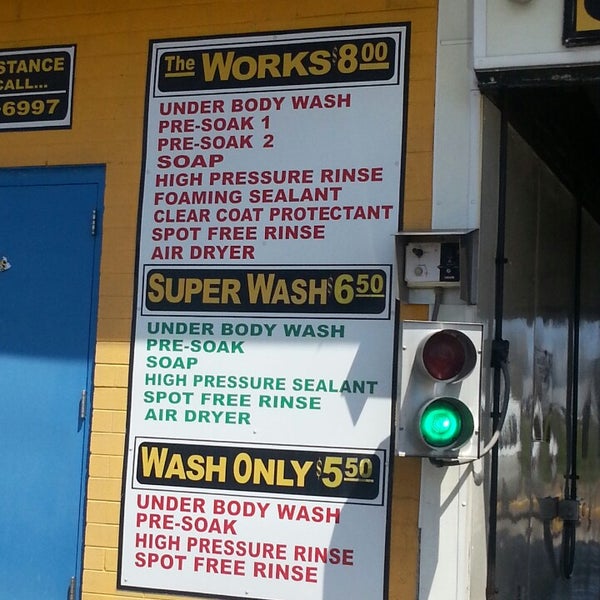 STANCE
CALL...
-6997
The WORKS $8.00
UNDER BODY WASH
PRE-SOAK 1
PRE-SOAK 2
SOAP
HIGH PRESSURE RINSE
FOAMING SEALANT
CLEAR COAT PROTECTANT
SPOT FREE RINSE
AIR DRYER
SUPER WASH $6.50
UNDER BODY WASH
PRE-SOAK
SOAP
HIGH PRESSURE SEALANT
SPOT FREE RINSE
AIR DRYER
WASH ONLY $5.50
UNDER BODY WASH
PRE-SOAK
HIGH PRESSURE RINSE
SPOT FREE RINSE